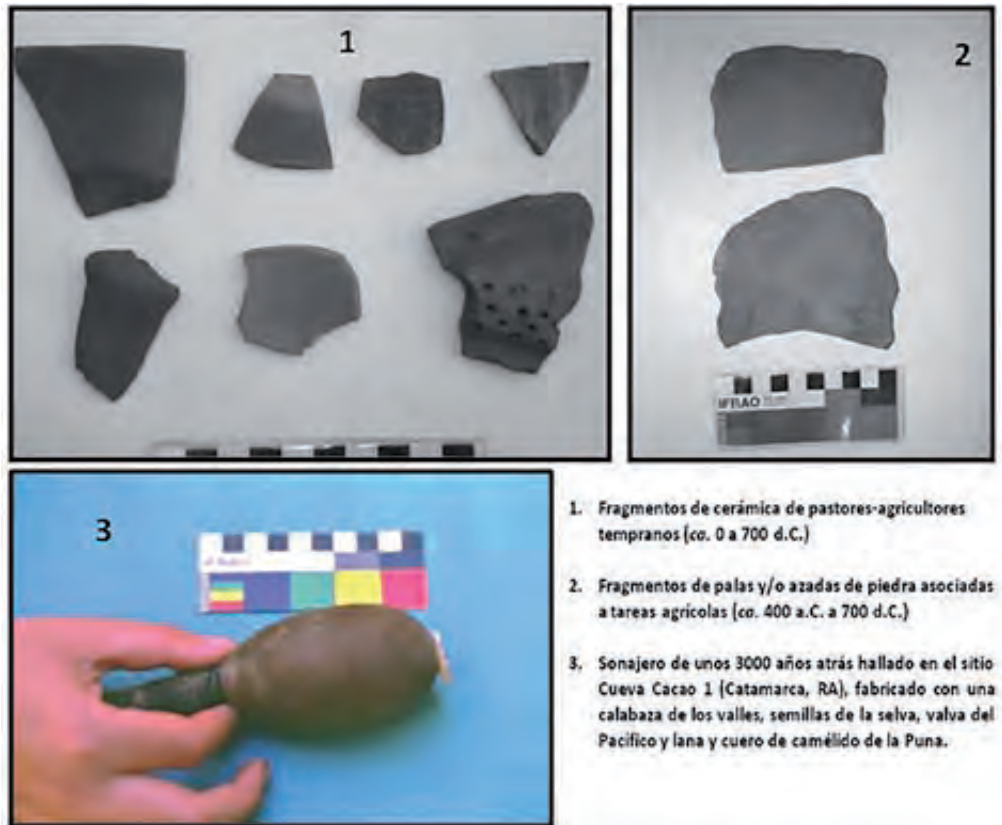 1
2
IFRAO
3
1. Fragmentos de cerámica de pastores-agricultores
tempranos (ca. 0 a 700 d.C.)
2. Fragmentos de palas y/o azadas de piedra asociadas
a tareas agrícolas (ca. 400 a.C. a 700 d.C.)
3. Sonajero de unos 3000 años atrás hallado en el sitio
Cueva Cacao 1 (Catamarca, RA), fabricado con una
calabaza de los valles, semillas de la selva, valva del
Pacífico y lana y cuero de camélido de la Puna.